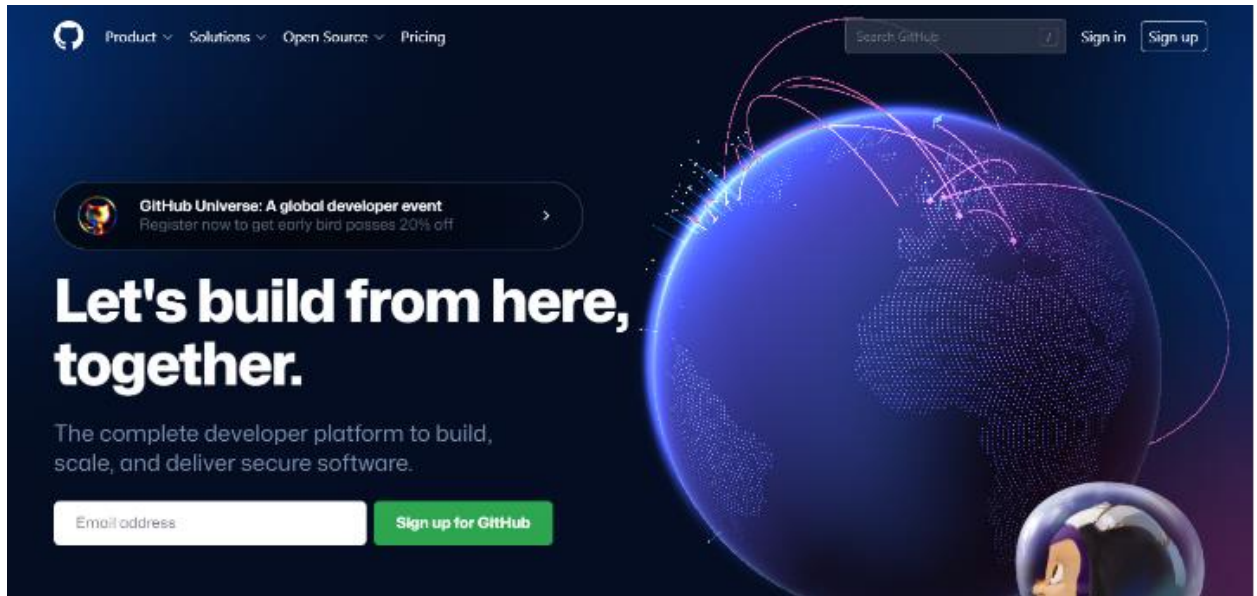 Product Solutions Open Source Pricing Search GitHub / Sign in Sign up
GitHub Universe: A global developer event
Register now to get early bird passes 20% off
Let's build from here,
together.
The complete developer platform to build,
scale, and deliver secure software.
Email address Sign up for GitHub